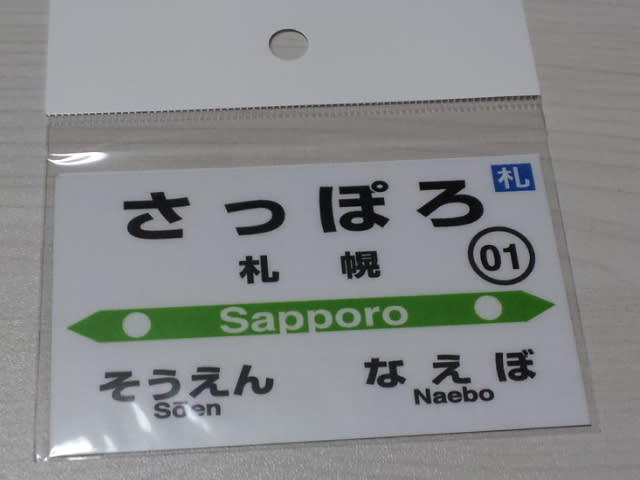 さっぽろ
札
札幌
01
Sapporo
そうえん
Sōen
なえぼ
Naebo